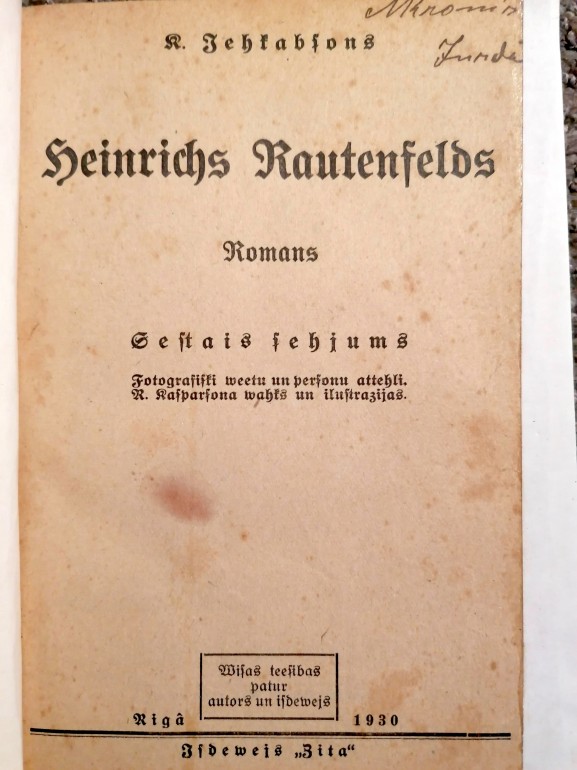 K. Jehkabſons
Heinrichs Rautenfelds
Romans
Seſtais ſehjums
Fotografiſki weetu un perſonu attehli.
R. Kaſparſona wahks un iluſtrazijas.
Wiſas teeſibas
patur
autors un iſdewejs
Rigâ 1930
Iſdewejs „Zita“